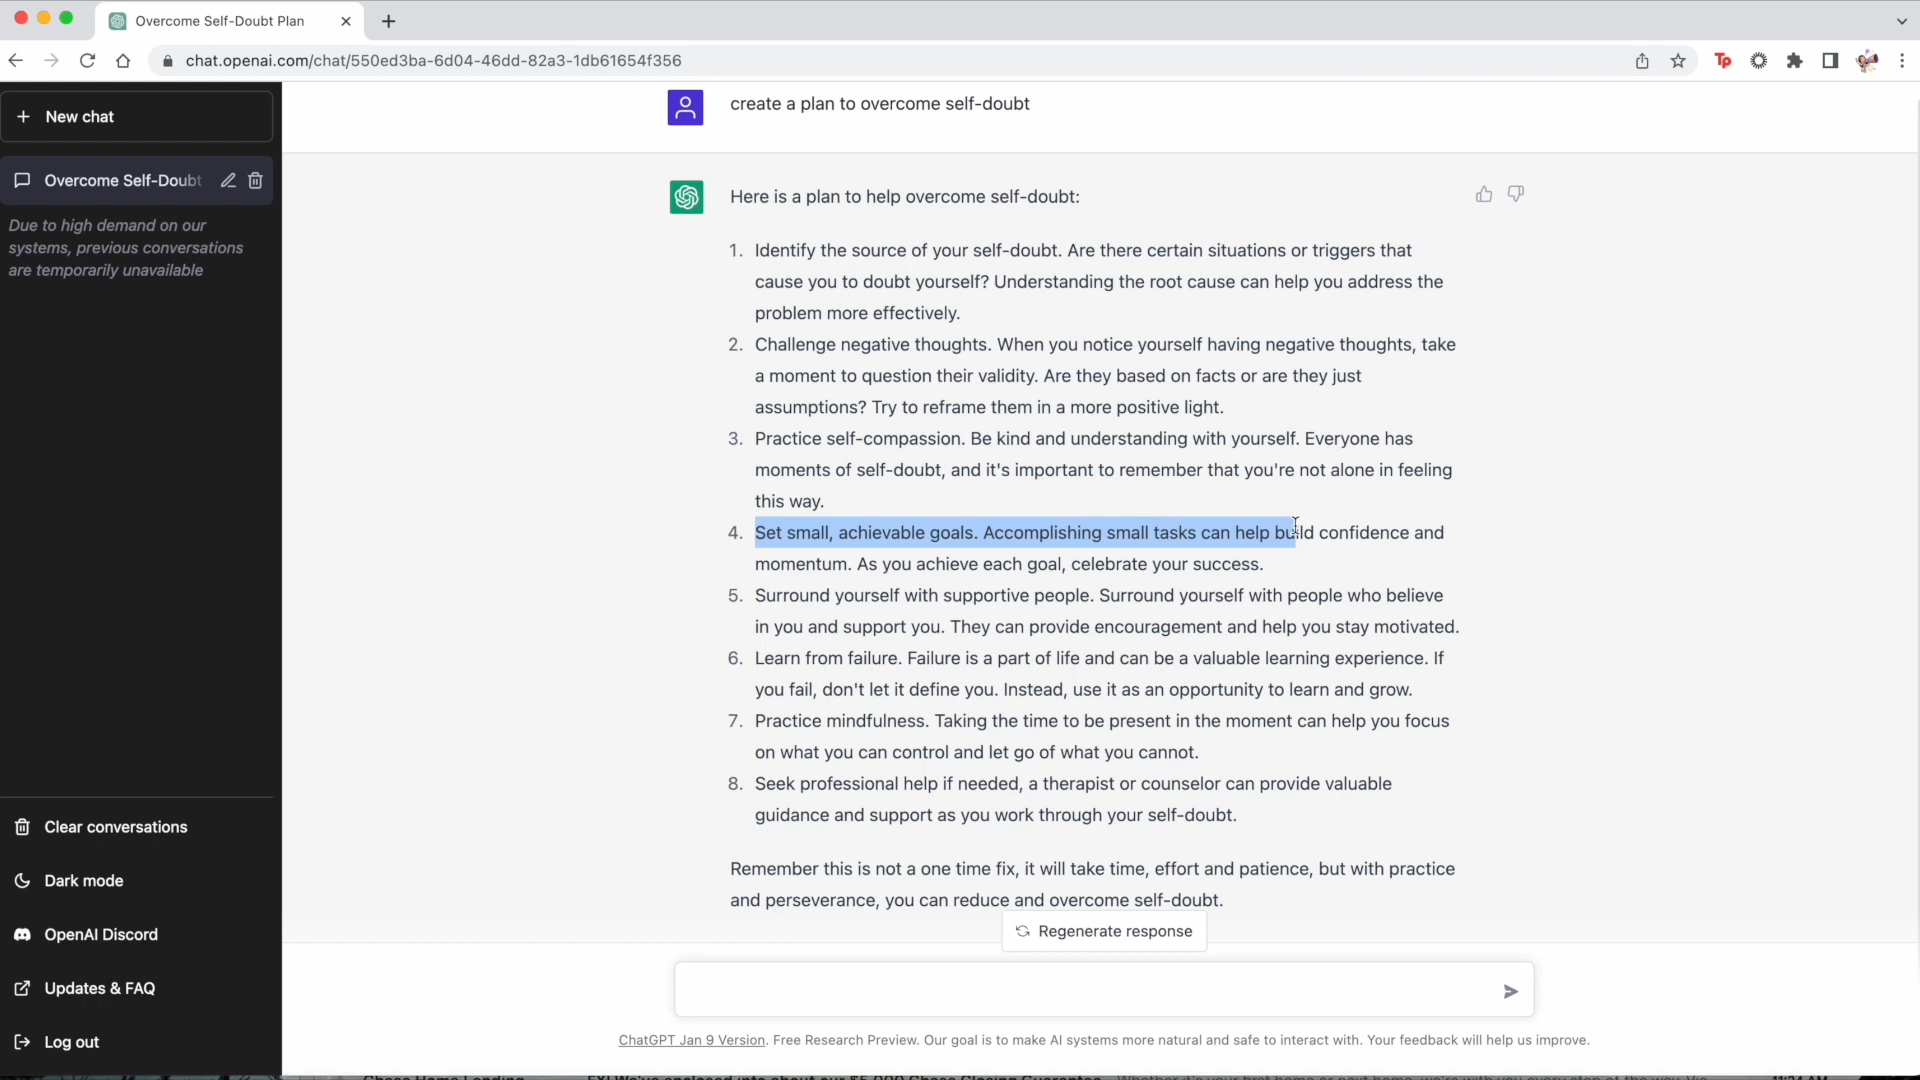 Overcome Self-Doubt Plan
chat.openai.com/chat/550ed3ba-6d04-46dd-82a3-1db61654f356
Tp
New chat
Overcome Self-Doubt
Due to high demand on our
systems, previous conversations
are temporarily unavailable
create a plan to overcome self-doubt
Here is a plan to help overcome self-doubt:
1. Identify the source of your self-doubt. Are there certain situations or triggers that
cause you to doubt yourself? Understanding the root cause can help you address the
problem more effectively.
2. Challenge negative thoughts. When you notice yourself having negative thoughts, take
a moment to question their validity. Are they based on facts or are they just
assumptions? Try to reframe them in a more positive light.
3. Practice self-compassion. Be kind and understanding with yourself. Everyone has
moments of self-doubt, and it's important to remember that you're not alone in feeling
this way.
4. Set small, achievable goals. Accomplishing small tasks can help build confidence and
momentum. As you achieve each goal, celebrate your success.
5. Surround yourself with supportive people. Surround yourself with people who believe
in you and support you. They can provide encouragement and help you stay motivated.
6. Learn from failure. Failure is a part of life and can be a valuable learning experience. If
you fail, don't let it define you. Instead, use it as an opportunity to learn and grow.
7. Practice mindfulness. Taking the time to be present in the moment can help you focus
on what you can control and let go of what you cannot.
8. Seek professional help if needed, a therapist or counselor can provide valuable
guidance and support as you work through your self-doubt.
Remember this is not a one time fix, it will take time, effort and patience, but with practice
and perseverance, you can reduce and overcome self-doubt.
Regenerate response
Clear conversations
Dark mode
OpenAI Discord
Updates & FAQ
Log out
ChatGPT Jan 9 Version. Free Research Preview. Our goal is to make AI systems more natural and safe to interact with. Your feedback will help us improve.